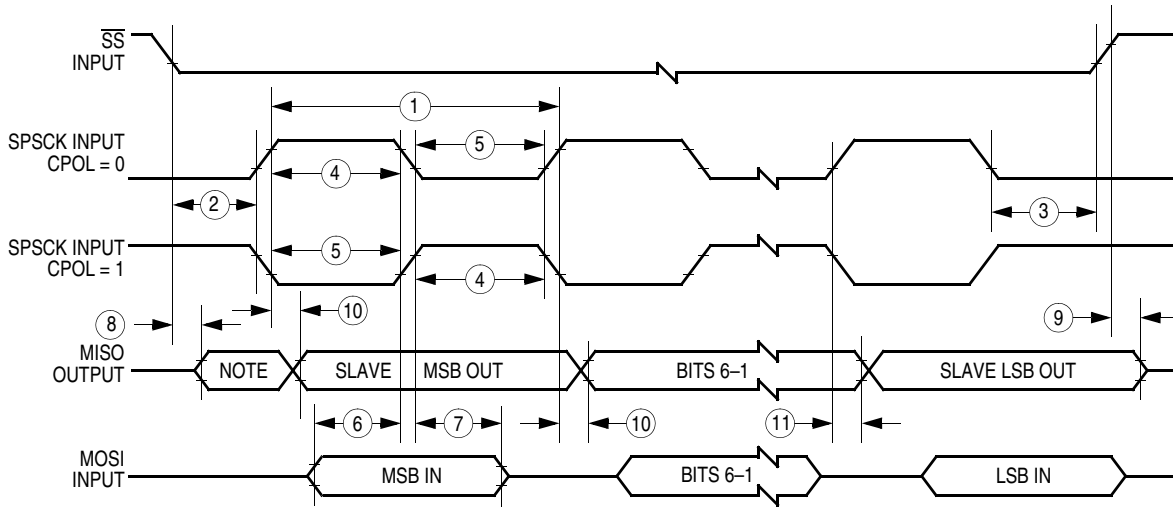 SS
INPUT
1
SPSCK INPUT
CPOL = 0
5
4
2
3
SPSCK INPUT
CPOL = 1
5
4
8
10
9
MISO
OUTPUT
NOTE
SLAVE MSB OUT
BITS 6–1
SLAVE LSB OUT
6
7
10
11
MOSI
INPUT
MSB IN
BITS 6–1
LSB IN